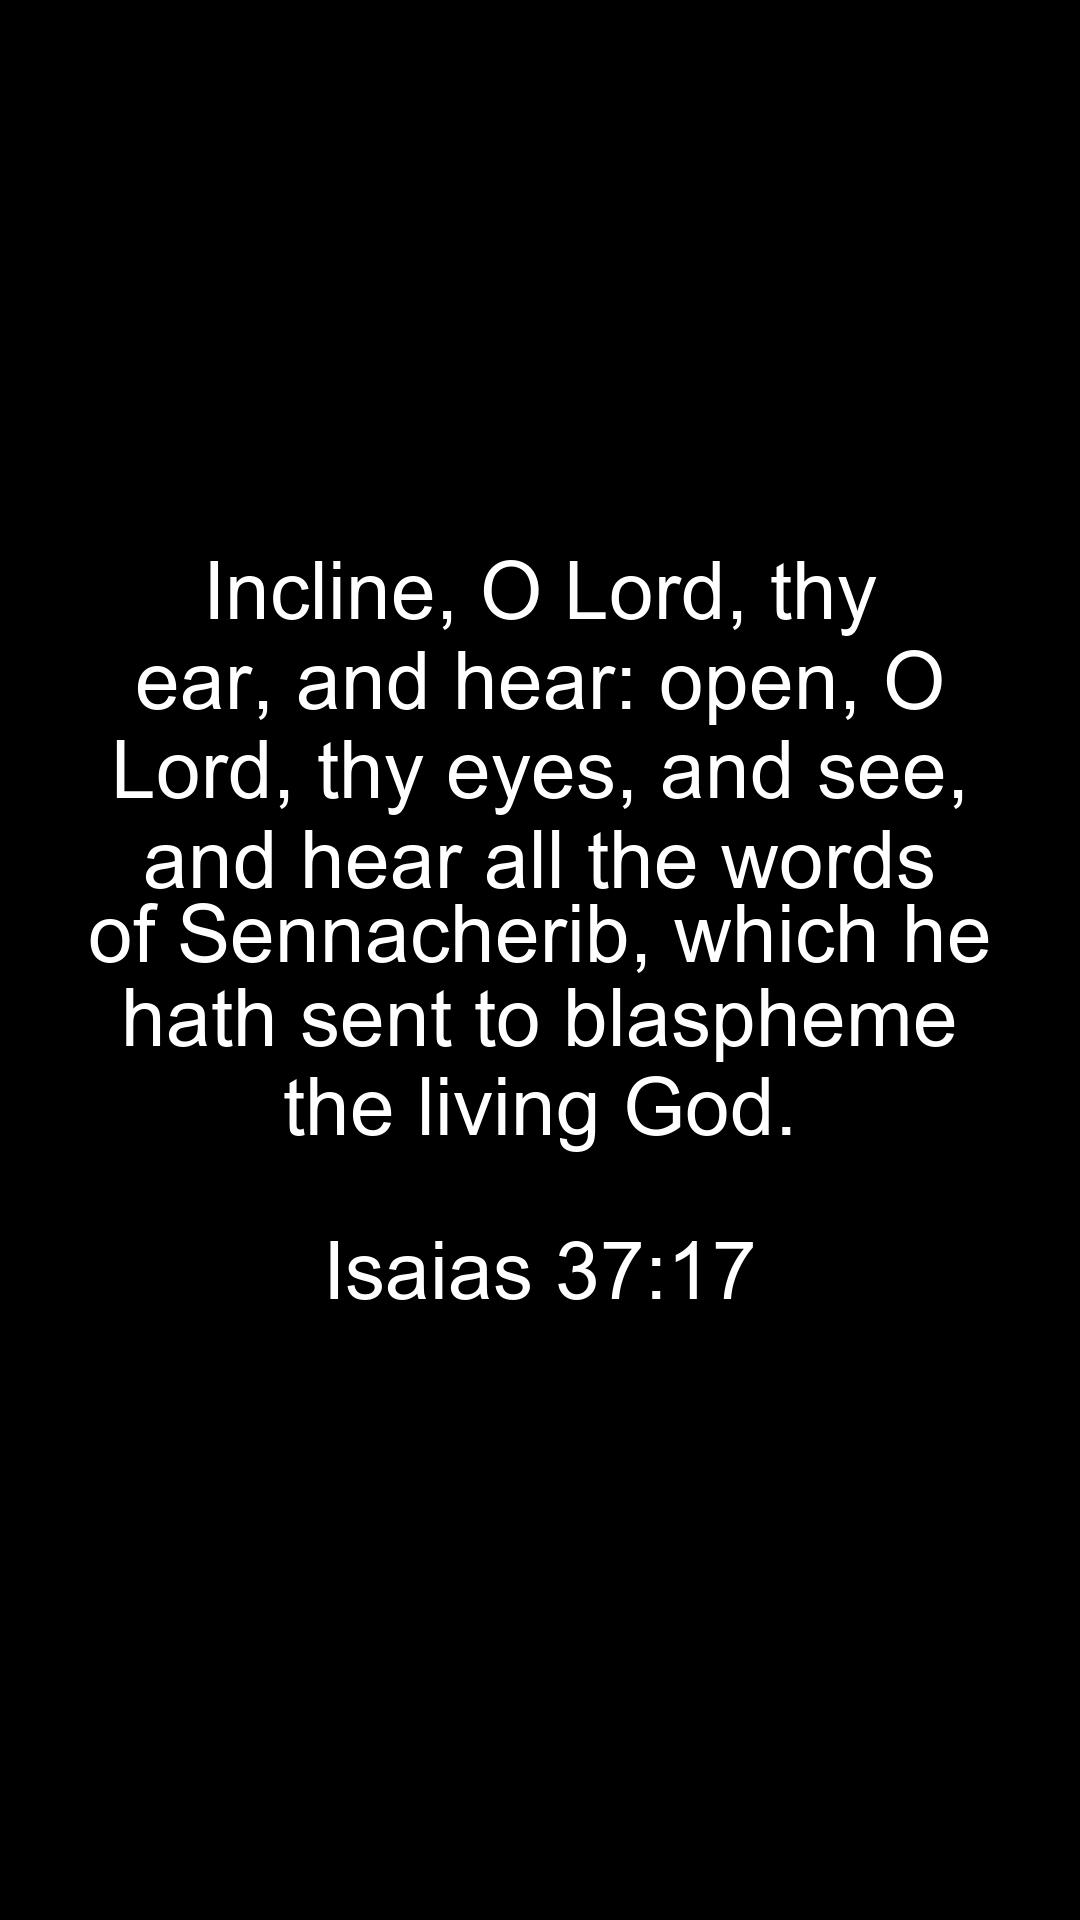 Incline, O Lord, thy
ear, and hear: open, O
Lord, thy eyes, and see,
and hear all the words
of Sennacherib, which he
hath sent to blaspheme
the living God.
Isaias 37:17